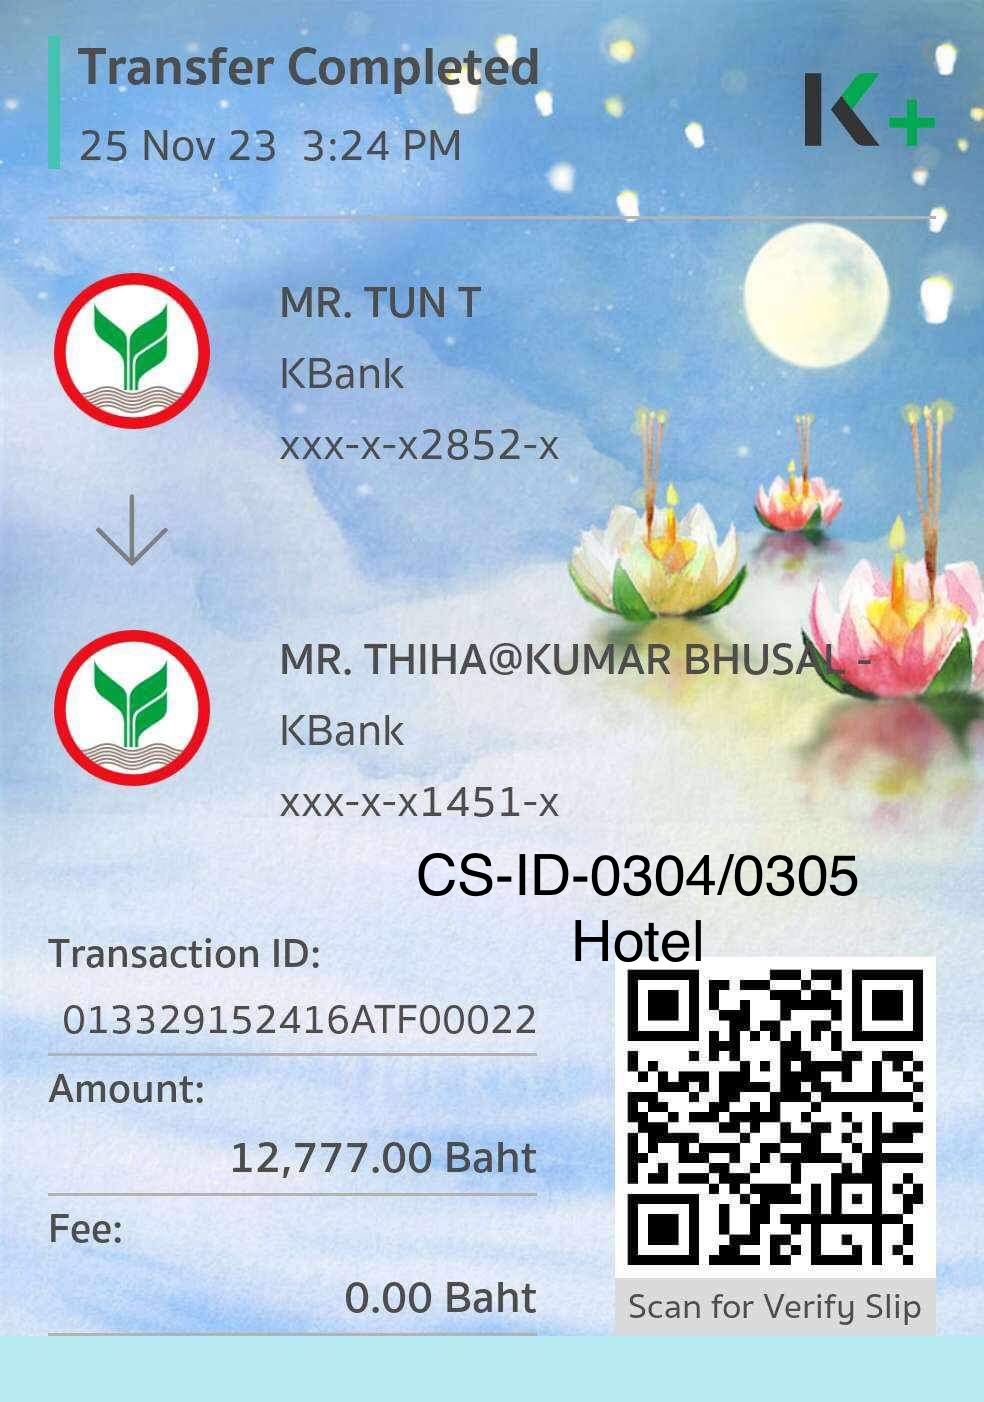 Transfer Completed
25 Nov 23 3:24 PM
K+
MR. TUN T
KBank
xxx-x-x2852-x
MR. THIHA@KUMAR BHUSAL -
KBank
xxx-x-x1451-x
CS-ID-0304/0305
Hotel
Transaction ID:
013329152416ATF00022
Amount:
12,777.00 Baht
Fee:
0.00 Baht
Scan for Verify Slip